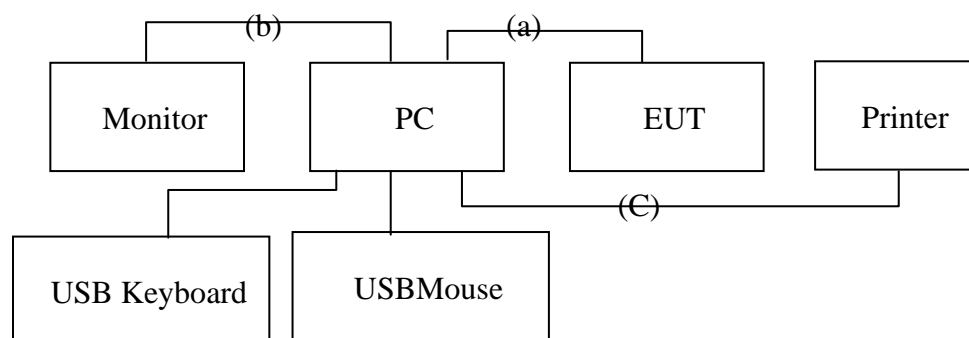 (b)
(a)
Monitor
PC
EUT
Printer
(C)
USB Keyboard
USBMouse